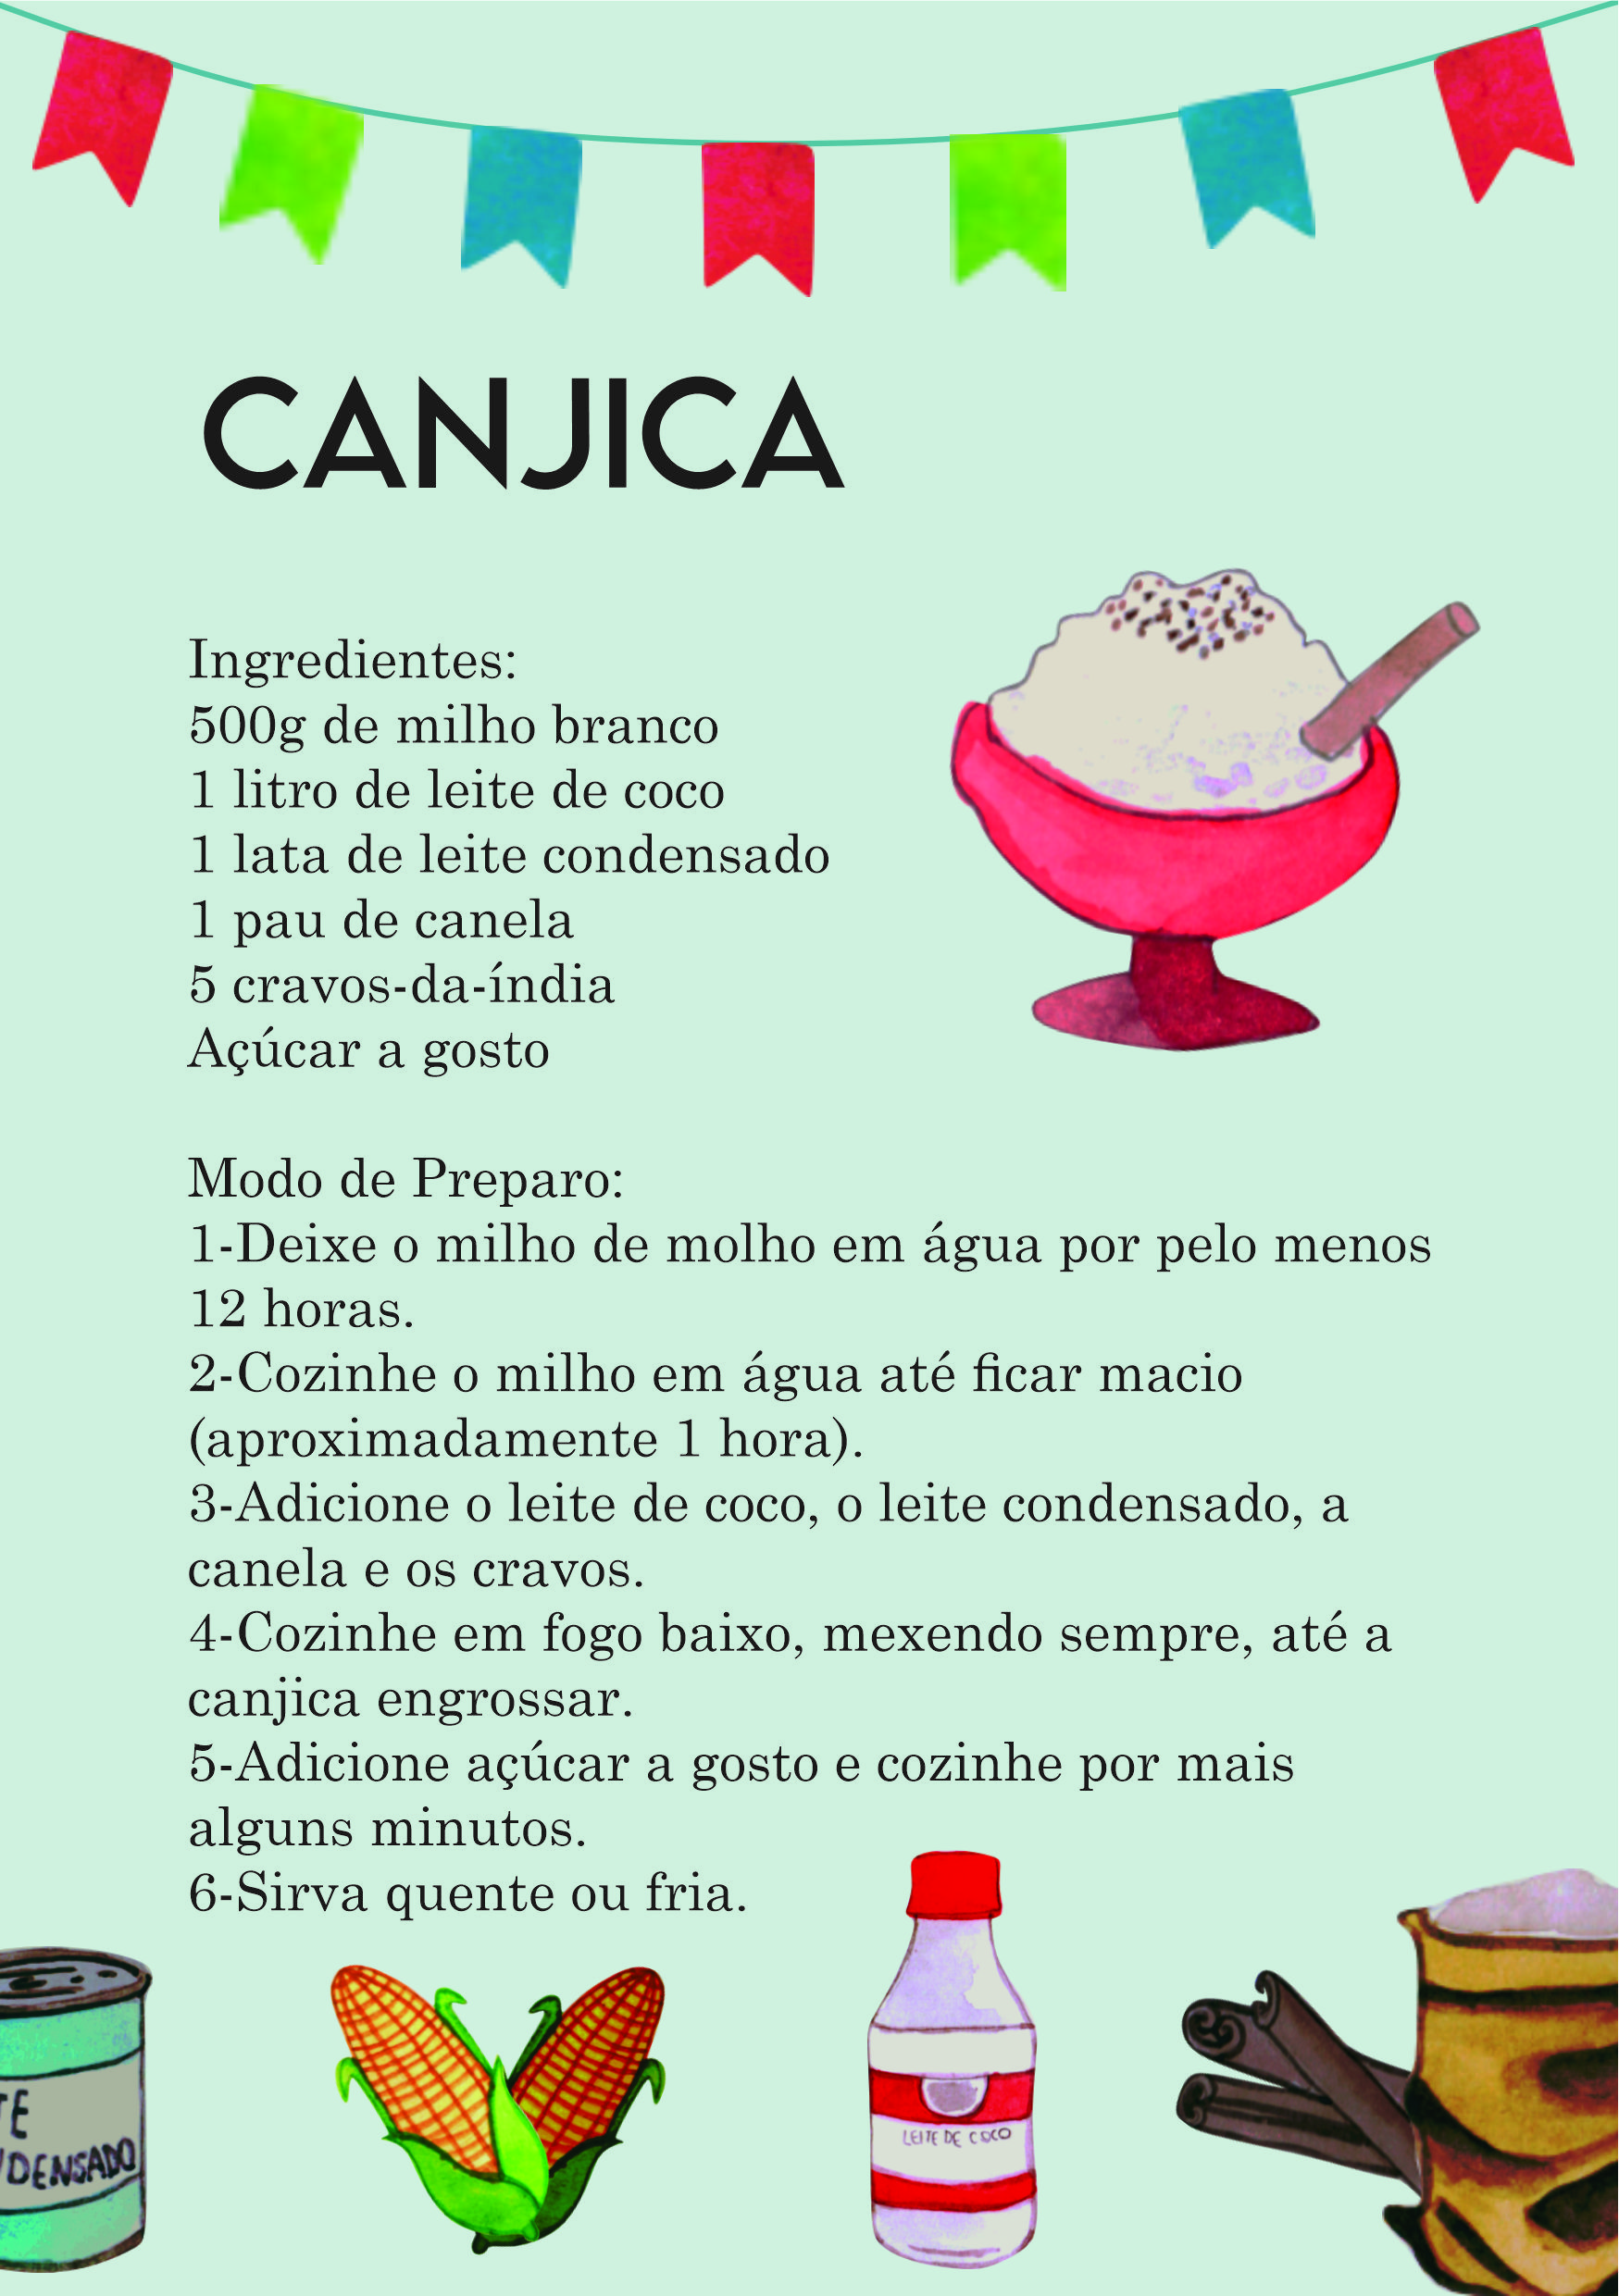 CANJICA
Ingredientes:
500g de milho branco
1 litro de leite de coco
1 lata de leite condensado
1 pau de canela
5 cravos-da-índia
Açúcar a gosto
Modo de Preparo:
1-Deixe o milho de molho em água por pelo menos
12 horas.
2-Cozinhe o milho em água até ficar macio
(aproximadamente 1 hora).
3-Adicione o leite de coco, o leite condensado, a
canela e os cravos.
4-Cozinhe em fogo baixo, mexendo sempre, até a
canjica engrossar.
5-Adicione açúcar a gosto e cozinhe por mais
alguns minutos.
6-Sirva quente ou fria.
TE
NDENSADO
LEITE DE COCO